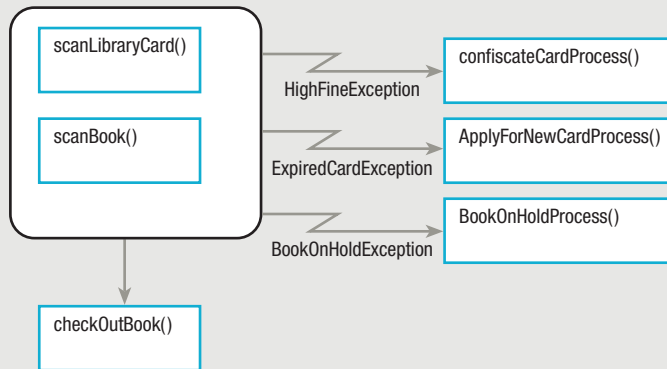 scanLibraryCard()
HighFineException
confiscateCardProcess()
scanBook()
ExpiredCardException
ApplyForNewCardProcess()
BookOnHoldException
BookOnHoldProcess()
checkOutBook()